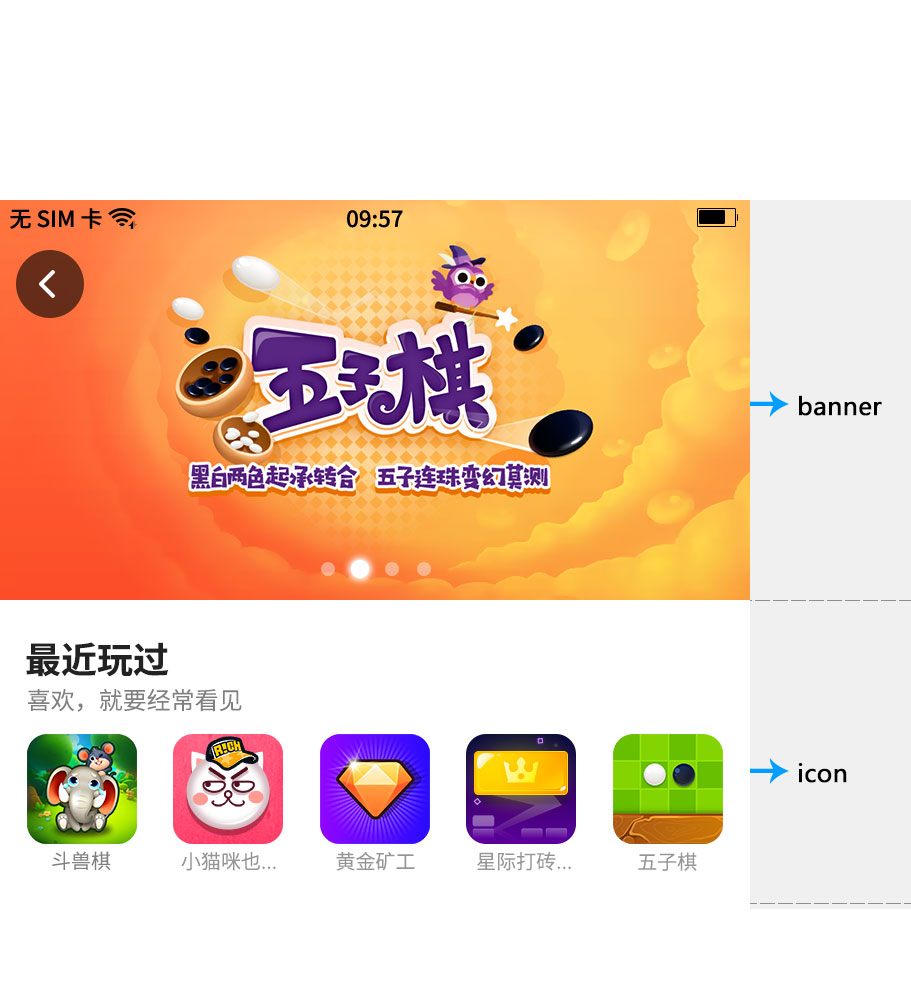 无 SIM 卡
09:57
五子棋
黑白两色起承转合 五子连珠变幻莫测
banner
最近玩过
喜欢，就要经常看见
RICH
icon
斗兽棋
小猫咪也...
黄金矿工
星际打砖...
五子棋